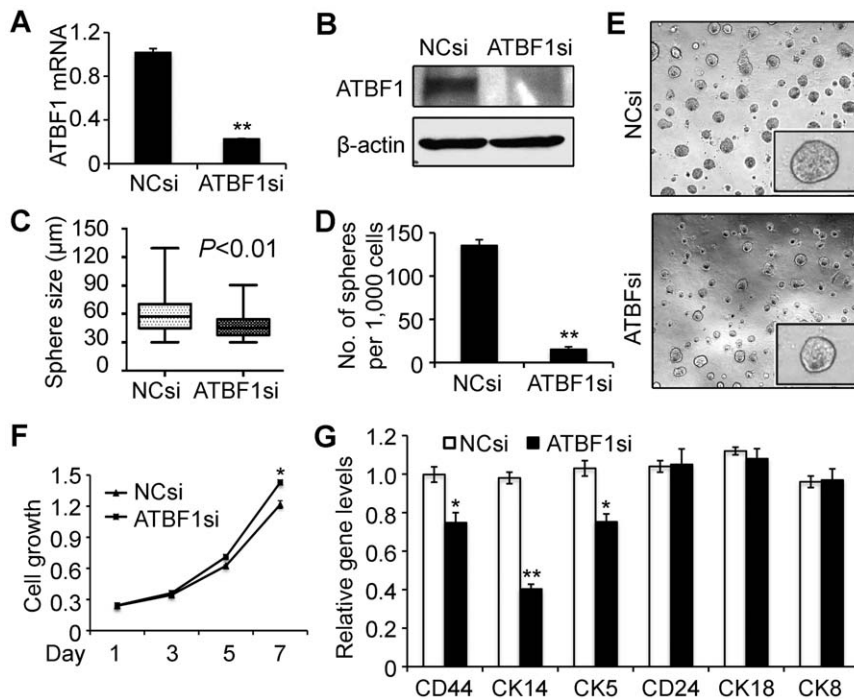 A
ATBF1 mRNA
1.2
0.8
0.4
0
**
NCsi ATBF1si
B
NCsi ATBF1si
ATBF1
β-actin
C
Sphere size (µm)
150
120
90
60
30
0
P<0.01
NCsi ATBF1si
D
No. of spheres
per 1,000 cells
150
100
50
0
**
NCsi ATBF1si
E
NCsi
ATBFsi
F
Cell growth
1.5
1.2
0.9
0.6
0.3
0
NCsi
ATBF1si
*
Day 1 3 5 7
G
Relative gene levels
1.2
1.0
0.8
0.6
0.4
0.2
0
NCsi ATBF1si
*
**
*
CD44 CK14 CK5 CD24 CK18 CK8